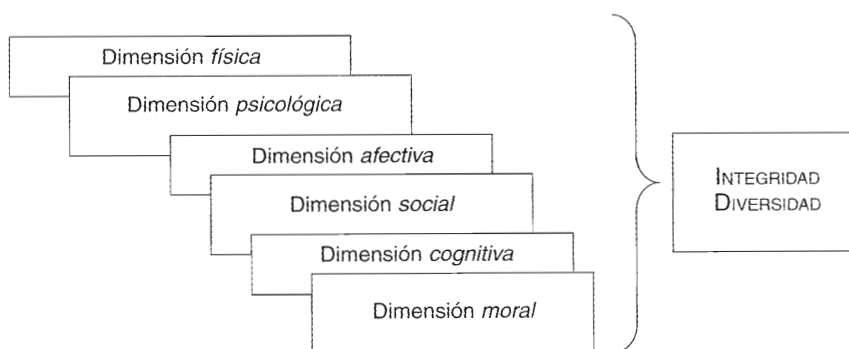 Dimensión física
Dimensión psicológica
Dimensión afectiva
Dimensión social
Dimensión cognitiva
Dimensión moral
INTEGRIDAD
DIVERSIDAD